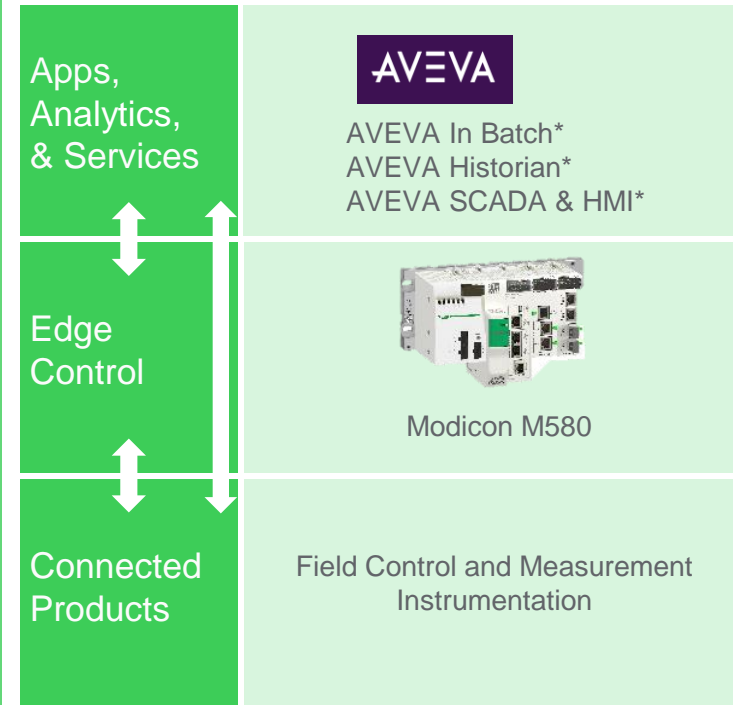 Apps,
Analytics,
& Services
AVEVA
AVEVA In Batch*
AVEVA Historian*
AVEVA SCADA & HMI*
Edge
Control
Modicon M580
Connected
Products
Field Control and Measurement
Instrumentation